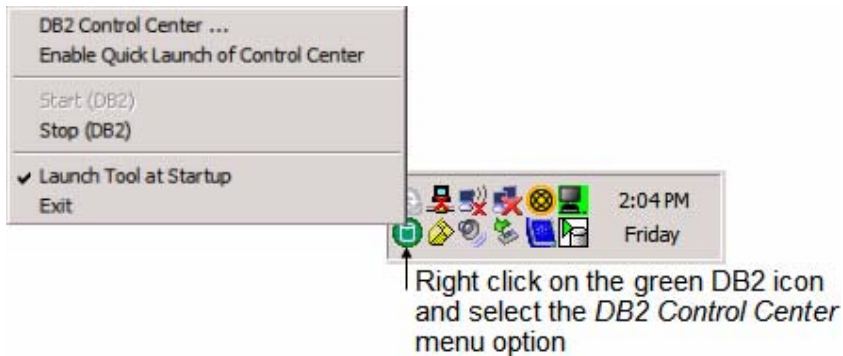 DB2 Control Center ...
Enable Quick Launch of Control Center
Start (DB2)
Stop (DB2)
Launch Tool at Startup
Exit
2:04 PM
Friday
Right click on the green DB2 icon
and select the DB2 Control Center
menu option